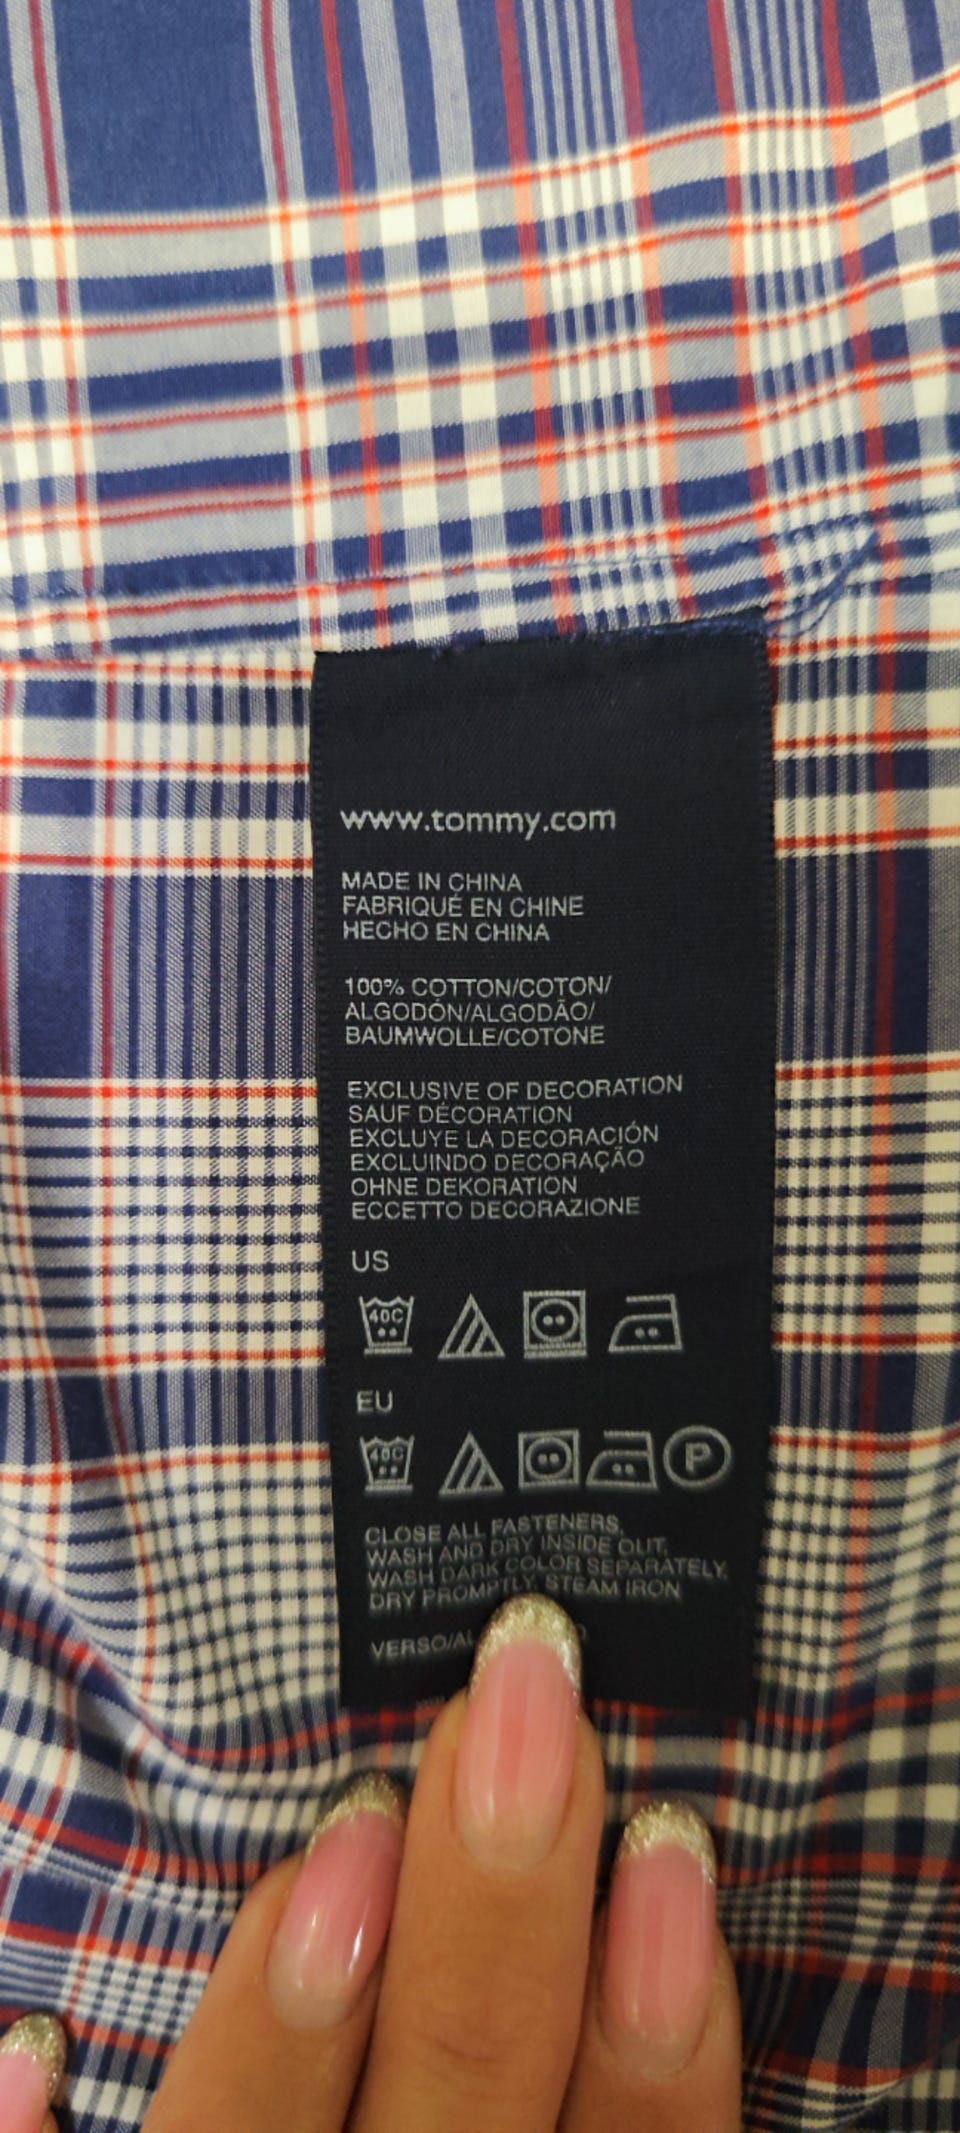 www.tommy.com
MADE IN CHINA
FABRIQUÉ EN CHINE
HECHO EN CHINA
100% COTTON/COTON/
ALGODÓN/ALGODÃO/
BAUMWOLLE/COTONE
EXCLUSIVE OF DECORATION
SAUF DÉCORATION
EXCLUYE LA DECORACIÓN
EXCLUINDO DECORAÇÃO
OHNE DEKORATION
ECCETTO DECORAZIONE
US
40C
EU
40C
P
CLOSE ALL FASTENERS,
WASH AND DRY INSIDE OUT,
WASH DARK COLOR SEPARATELY,
DRY PROMPTLY, STEAM IRON
VERSO/